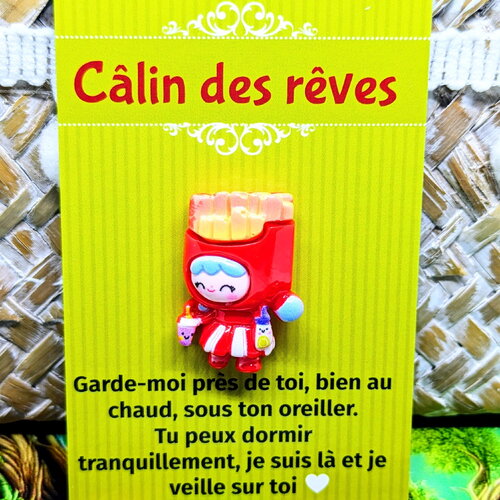 Câlin des rêves
Garde-moi près de toi, bien au
chaud, sous ton oreiller.
Tu peux dormir
tranquillement, je suis là et je
veille sur toi 🤍